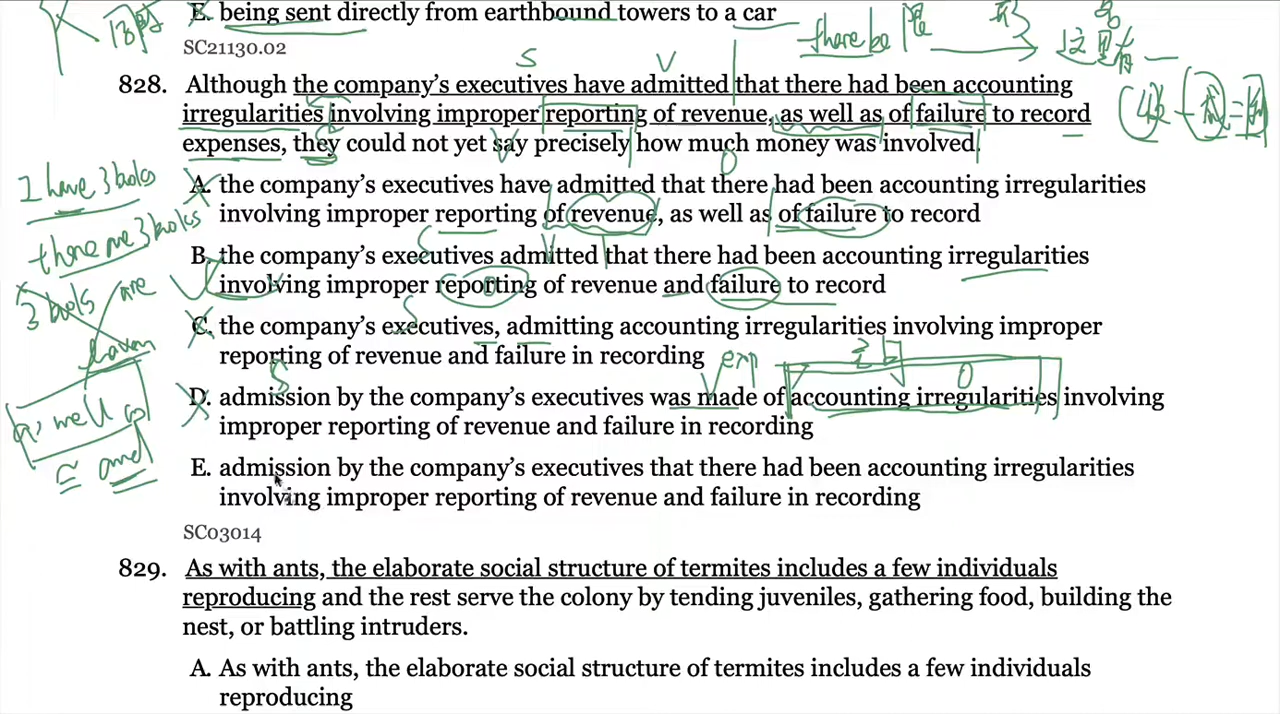 E. being sent directly from earthbound towers to a car
SC21130.02
there be
这里有
S V
828. Although the company's executives have admitted that there had been accounting
irregularities involving improper reporting of revenue, as well as of failure to record
expenses, they could not yet say precisely how much money was involved.
S V O
I have 3 books
A. the company's executives have admitted that there had been accounting irregularities
involving improper reporting of revenue, as well as of failure to record
there are 3 books
S V
B. the company's executives admitted that there had been accounting irregularities
involving improper reporting of revenue and failure to record
3 books are
S
C. the company's executives, admitting accounting irregularities involving improper
reporting of revenue and failure in recording
exp
S V O
D. admission by the company's executives was made of accounting irregularities involving
improper reporting of revenue and failure in recording
as well as
≅ and
E. admission by the company's executives that there had been accounting irregularities
involving improper reporting of revenue and failure in recording
SC03014
829. As with ants, the elaborate social structure of termites includes a few individuals
reproducing and the rest serve the colony by tending juveniles, gathering food, building the
nest, or battling intruders.
A. As with ants, the elaborate social structure of termites includes a few individuals
reproducing